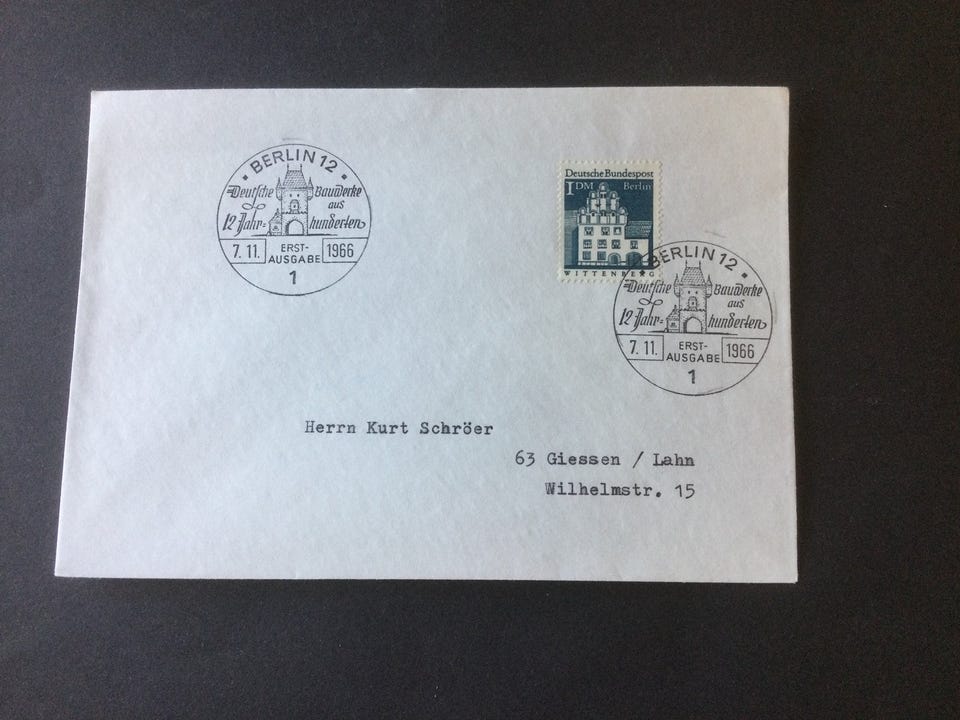 BERLIN 12
Deutsche Bauwerke
aus
12 Jahr= hunderten
7.11. ERST- 1966
AUSGABE
1
Deutsche Bundespost
1 DM Berlin
WITTENBERG
BERLIN 12
Deutsche Bauwerke
aus
12 Jahr= hunderten
7.11. ERST- 1966
AUSGABE
1
Herrn Kurt Schröer
63 Giessen / Lahn
Wilhelmstr. 15